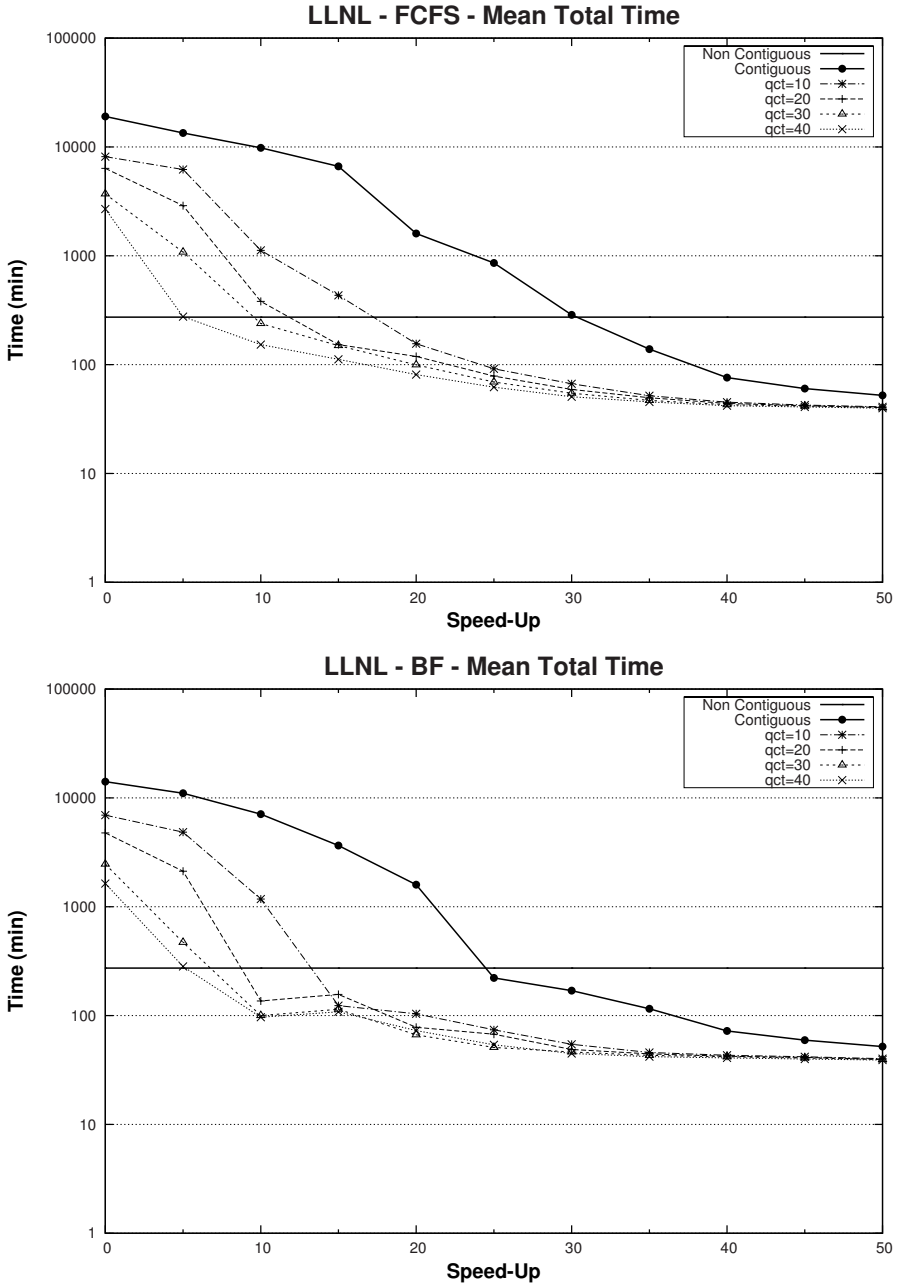 LLNL - FCFS - Mean Total Time
100000
10000
1000
100
10
1
Time (min)
Non Contiguous
Contiguous
qct=10
qct=20
qct=30
qct=40
0 10 20 30 40 50
Speed-Up
LLNL - BF - Mean Total Time
100000
10000
1000
100
10
1
Time (min)
Non Contiguous
Contiguous
qct=10
qct=20
qct=30
qct=40
0 10 20 30 40 50
Speed-Up